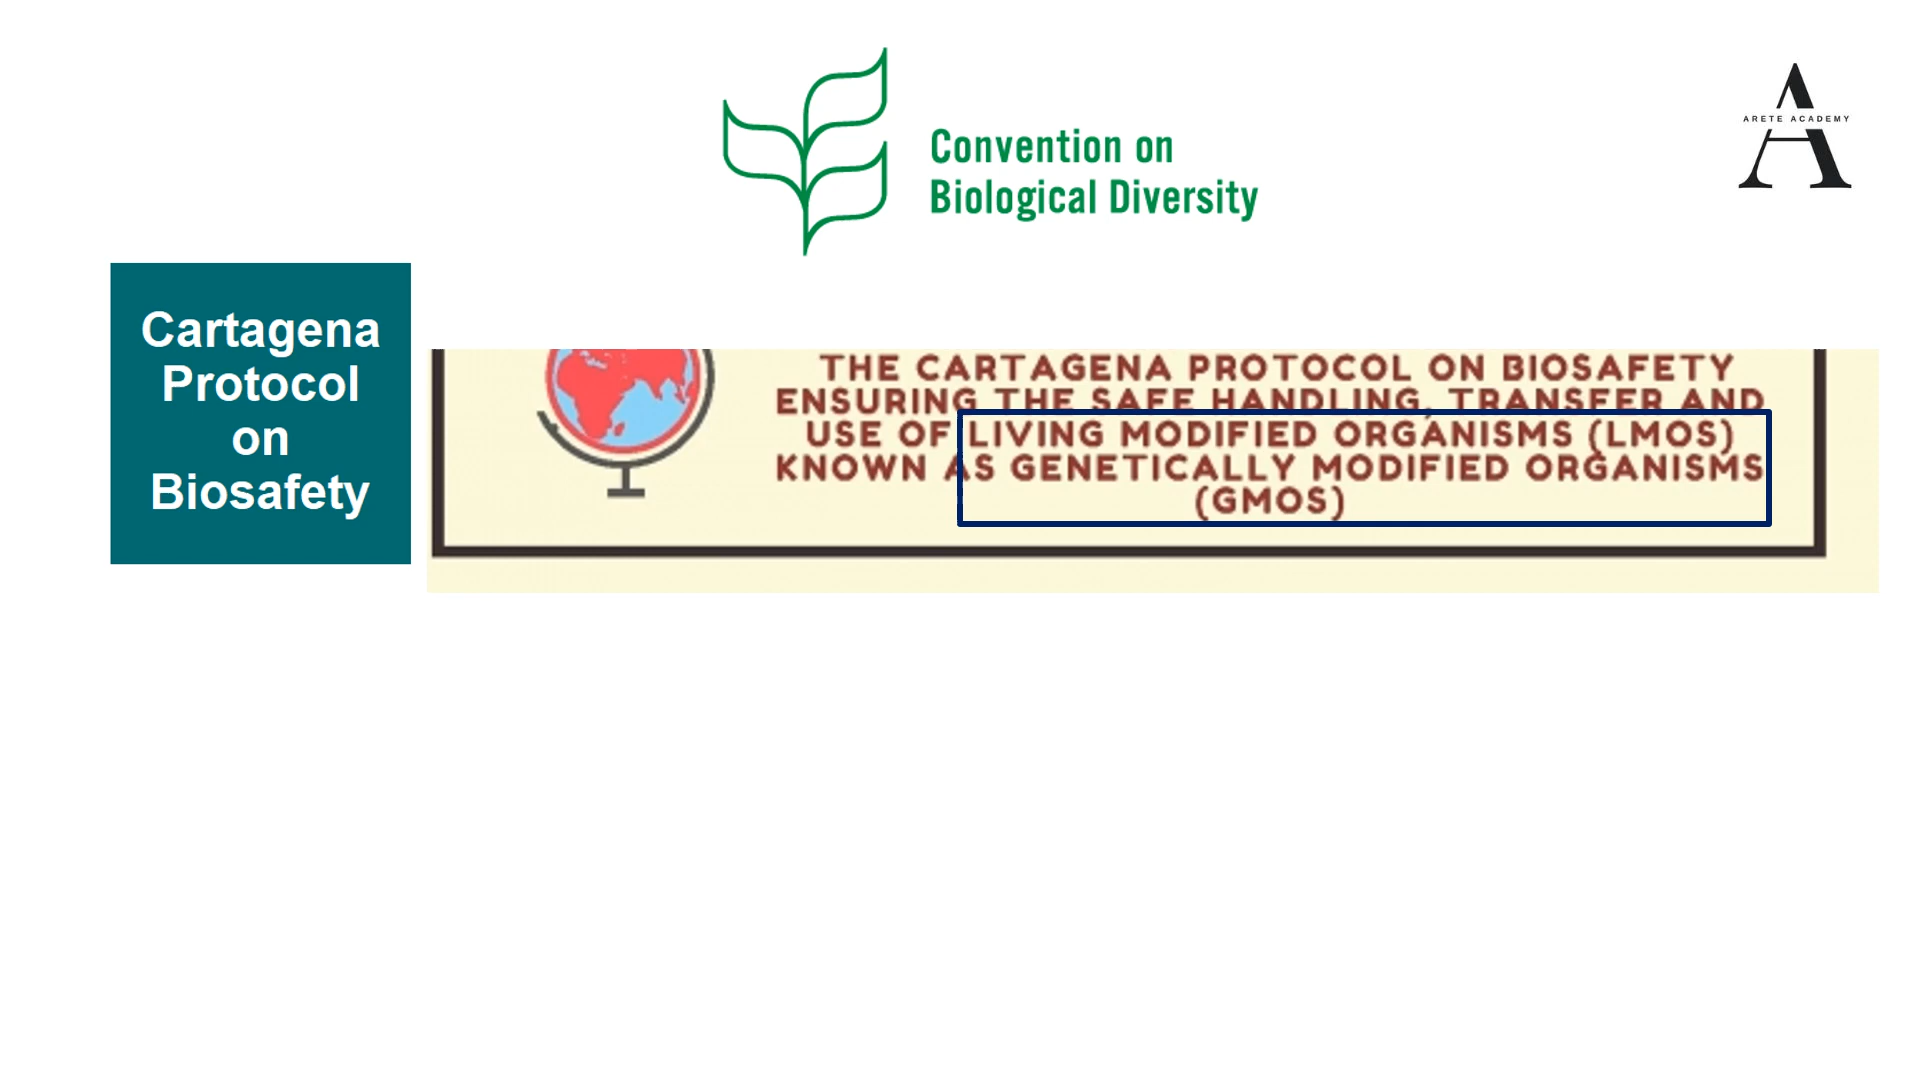 Convention on
Biological Diversity
ARETE ACADEMY
Cartagena
Protocol
on
Biosafety
THE CARTAGENA PROTOCOL ON BIOSAFETY
ENSURING THE SAFE HANDLING, TRANSFER AND
USE OF LIVING MODIFIED ORGANISMS (LMOS)
KNOWN AS GENETICALLY MODIFIED ORGANISMS
(GMOS)